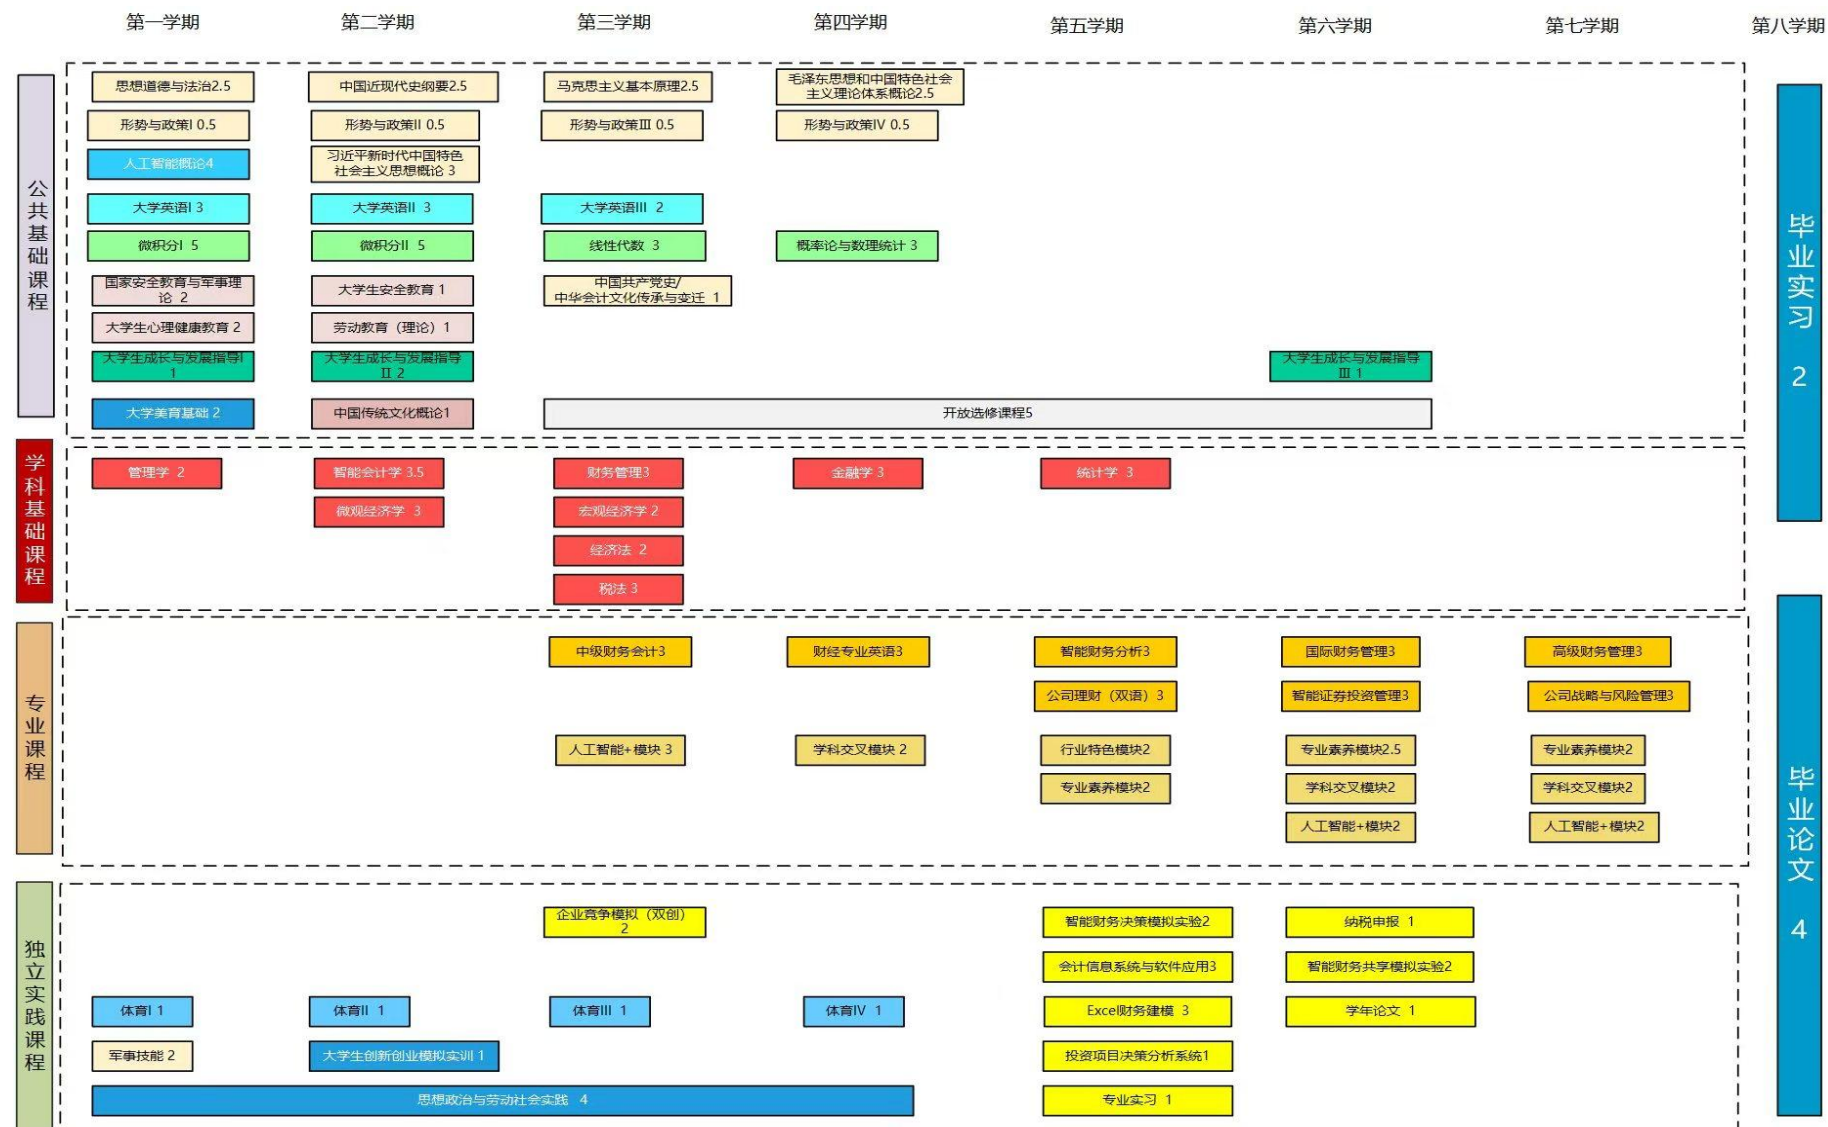 第一学期
第二学期
第三学期
第四学期
第五学期
第六学期
第七学期
第八学期
公共基础课程
思想道德与法治2.5
中国近现代史纲要2.5
马克思主义基本原理2.5
毛泽东思想和中国特色社会
主义理论体系概论2.5
形势与政策I 0.5
形势与政策II 0.5
形势与政策III 0.5
形势与政策IV 0.5
人工智能概论4
习近平新时代中国特色
社会主义思想概论 3
大学英语I 3
大学英语II 3
大学英语III 2
微积分I 5
微积分II 5
线性代数 3
概率论与数理统计 3
国家安全教育与军事理
论 2
大学生安全教育 1
中国共产党史/
中华会计文化传承与变迁 1
大学生心理健康教育 2
劳动教育（理论）1
大学生成长与发展指导I
1
大学生成长与发展指导
II 2
大学生成长与发展指导
III 1
大学美育基础 2
中国传统文化概论1
开放选修课程5
学科基础课程
管理学 2
智能会计学 3.5
财务管理3
金融学 3
统计学 3
微观经济学 3
宏观经济学 2
经济法 2
税法 3
专业课程
中级财务会计3
财经专业英语3
智能财务分析3
国际财务管理3
高级财务管理3
公司理财（双语）3
智能证券投资管理3
公司战略与风险管理3
人工智能+模块 3
学科交叉模块 2
行业特色模块2
专业素养模块2.5
专业素养模块2
专业素养模块2
学科交叉模块2
学科交叉模块2
人工智能+模块2
人工智能+模块2
独立实践课程
企业竞争模拟（双创）
2
智能财务决策模拟实验2
纳税申报 1
会计信息系统与软件应用3
智能财务共享模拟实验2
体育I 1
体育II 1
体育III 1
体育IV 1
Excel财务建模 3
学年论文 1
军事技能 2
大学生创新创业模拟实训 1
投资项目决策分析系统1
思想政治与劳动社会实践 4
专业实习 1
毕业实习 2
毕业论文 4